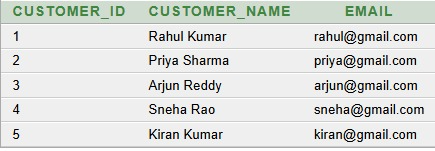 CUSTOMER_ID CUSTOMER_NAME EMAIL
1 Rahul Kumar rahul@gmail.com
2 Priya Sharma priya@gmail.com
3 Arjun Reddy arjun@gmail.com
4 Sneha Rao sneha@gmail.com
5 Kiran Kumar kiran@gmail.com